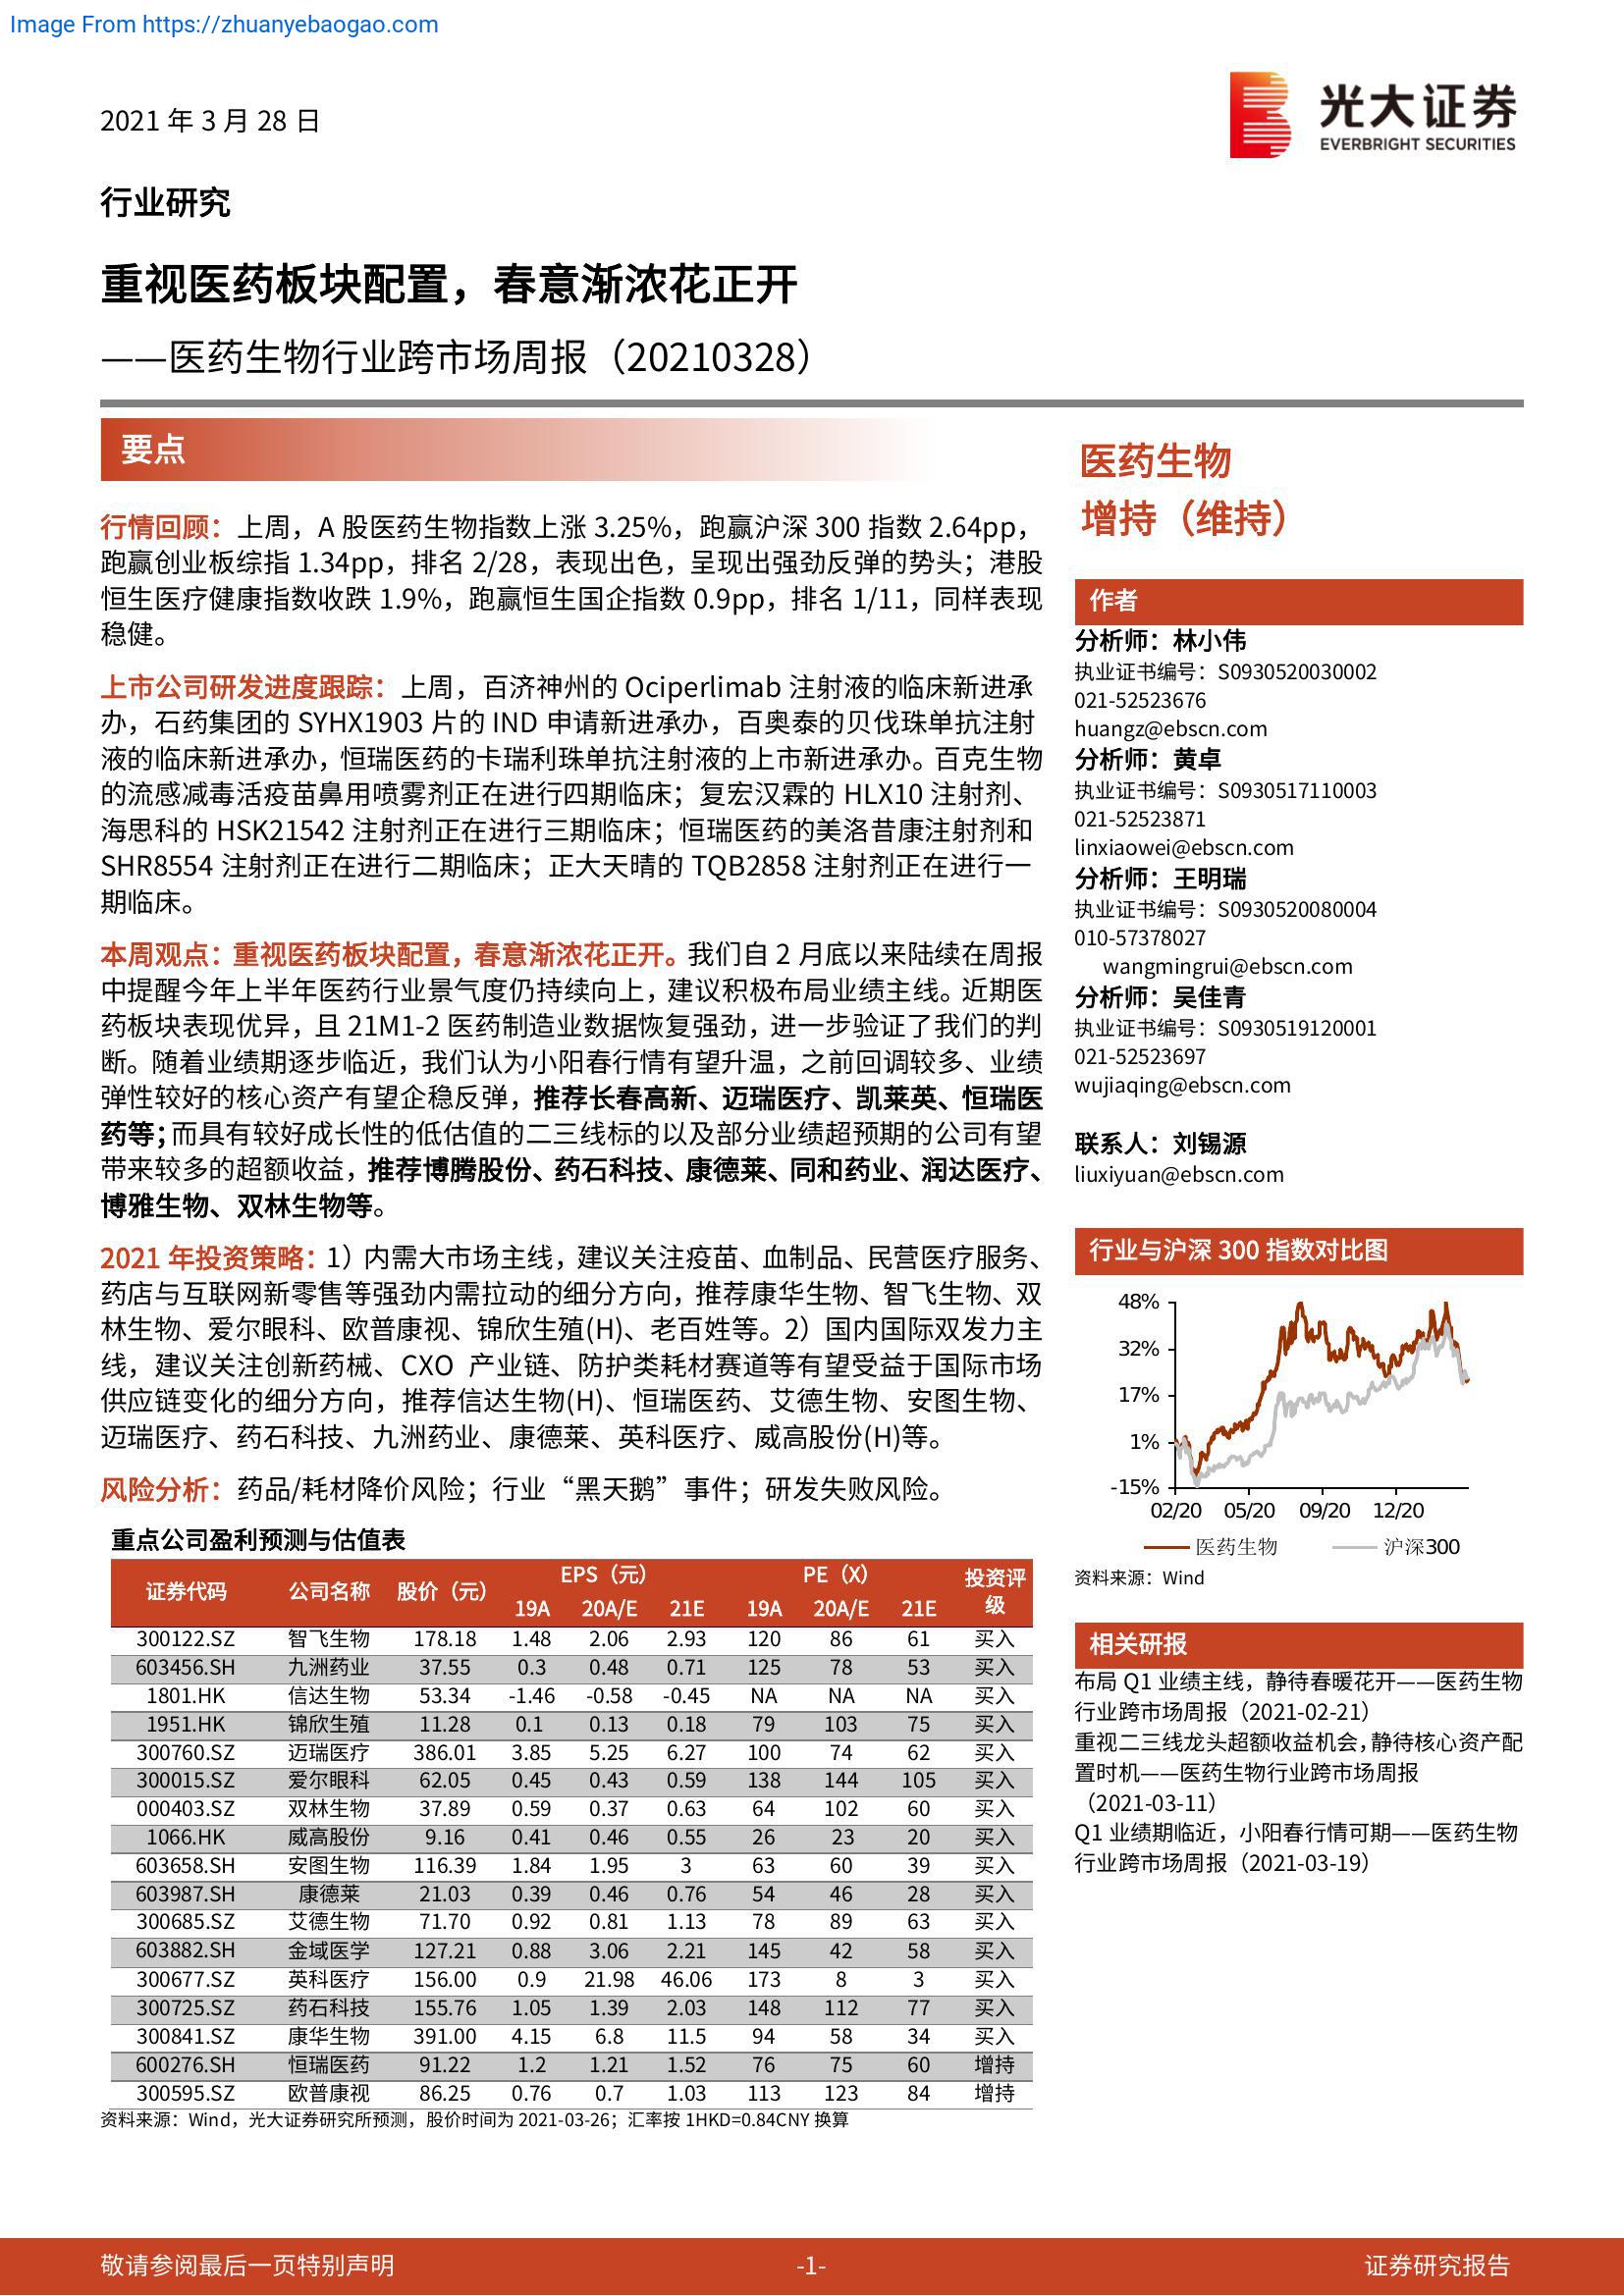 Image From https://zhuanyebaogao.com
2021 年 3 月 28 日
光大证券
EVERBRIGHT SECURITIES
行业研究
重视医药板块配置，春意渐浓花正开
——医药生物行业跨市场周报（20210328）
要点
行情回顾：上周，A 股医药生物指数上涨 3.25%，跑赢沪深 300 指数 2.64pp，
跑赢创业板综指 1.34pp，排名 2/28，表现出色，呈现出强劲反弹的势头；港股
恒生医疗健康指数收跌 1.9%，跑赢恒生国企指数 0.9pp，排名 1/11，同样表现
稳健。
上市公司研发进度跟踪：上周，百济神州的 Ociperlimab 注射液的临床新进承
办，石药集团的 SYHX1903 片的 IND 申请新进承办，百奥泰的贝伐珠单抗注射
液的临床新进承办，恒瑞医药的卡瑞利珠单抗注射液的上市新进承办。百克生物
的流感减毒活疫苗鼻用喷雾剂正在进行四期临床；复宏汉霖的 HLX10 注射剂、
海思科的 HSK21542 注射剂正在进行三期临床；恒瑞医药的美洛昔康注射剂和
SHR8554 注射剂正在进行二期临床；正大天晴的 TQB2858 注射剂正在进行一
期临床。
本周观点：重视医药板块配置，春意渐浓花正开。我们自 2 月底以来陆续在周报
中提醒今年上半年医药行业景气度仍持续向上，建议积极布局业绩主线。近期医
药板块表现优异，且 21M1-2 医药制造业数据恢复强劲，进一步验证了我们的判
断。随着业绩期逐步临近，我们认为小阳春行情有望升温，之前回调较多、业绩
弹性较好的核心资产有望企稳反弹，推荐长春高新、迈瑞医疗、凯莱英、恒瑞医
药等；而具有较好成长性的低估值的二三线标的以及部分业绩超预期的公司有望
带来较多的超额收益，推荐博腾股份、药石科技、康德莱、同和药业、润达医疗、
博雅生物、双林生物等。
2021 年投资策略：1）内需大市场主线，建议关注疫苗、血制品、民营医疗服务、
药店与互联网新零售等强劲内需拉动的细分方向，推荐康华生物、智飞生物、双
林生物、爱尔眼科、欧普康视、锦欣生殖(H)、老百姓等。2）国内国际双发力主
线，建议关注创新药械、CXO 产业链、防护类耗材赛道等有望受益于国际市场
供应链变化的细分方向，推荐信达生物(H)、恒瑞医药、艾德生物、安图生物、
迈瑞医疗、药石科技、九洲药业、康德莱、英科医疗、威高股份(H)等。
风险分析：药品/耗材降价风险；行业“黑天鹅”事件；研发失败风险。
重点公司盈利预测与估值表
证券代码 公司名称 股价（元） EPS（元） PE（X） 投资评级
19A 20A/E 21E 19A 20A/E 21E
300122.SZ 智飞生物 178.18 1.48 2.06 2.93 120 86 61 买入
603456.SH 九洲药业 37.55 0.3 0.48 0.71 125 78 53 买入
1801.HK 信达生物 53.34 -1.46 -0.58 -0.45 NA NA NA 买入
1951.HK 锦欣生殖 11.28 0.1 0.13 0.18 79 103 75 买入
300760.SZ 迈瑞医疗 386.01 3.85 5.25 6.27 100 74 62 买入
300015.SZ 爱尔眼科 62.05 0.45 0.43 0.59 138 144 105 买入
000403.SZ 双林生物 37.89 0.59 0.37 0.63 64 102 60 买入
1066.HK 威高股份 9.16 0.41 0.46 0.55 26 23 20 买入
603658.SH 安图生物 116.39 1.84 1.95 3 63 60 39 买入
603987.SH 康德莱 21.03 0.39 0.46 0.76 54 46 28 买入
300685.SZ 艾德生物 71.70 0.92 0.81 1.13 78 89 63 买入
603882.SH 金域医学 127.21 0.88 3.06 2.21 145 42 58 买入
300677.SZ 英科医疗 156.00 0.9 21.98 46.06 173 8 3 买入
300725.SZ 药石科技 155.76 1.05 1.39 2.03 148 112 77 买入
300841.SZ 康华生物 391.00 4.15 6.8 11.5 94 58 34 买入
600276.SH 恒瑞医药 91.22 1.2 1.21 1.52 76 75 60 增持
300595.SZ 欧普康视 86.25 0.76 0.7 1.03 113 123 84 增持
资料来源：Wind，光大证券研究所预测，股价时间为 2021-03-26；汇率按 1HKD=0.84CNY 换算
医药生物
增持（维持）
作者
分析师：林小伟
执业证书编号：S0930520030002
021-52523676
huangz@ebscn.com
分析师：黄卓
执业证书编号：S0930517110003
021-52523871
linxiaowei@ebscn.com
分析师：王明瑞
执业证书编号：S0930520080004
010-57378027
wangmingrui@ebscn.com
分析师：吴佳青
执业证书编号：S0930519120001
021-52523697
wujiaqing@ebscn.com
联系人：刘锡源
liuxiyuan@ebscn.com
行业与沪深 300 指数对比图
48%
32%
17%
1%
-15%
02/20 05/20 09/20 12/20
医药生物 沪深300
资料来源：Wind
相关研报
布局 Q1 业绩主线，静待春暖花开——医药生物
行业跨市场周报（2021-02-21）
重视二三线龙头超额收益机会，静待核心资产配
置时机——医药生物行业跨市场周报
（2021-03-11）
Q1 业绩期临近，小阳春行情可期——医药生物
行业跨市场周报（2021-03-19）
敬请参阅最后一页特别声明
-1-
证券研究报告